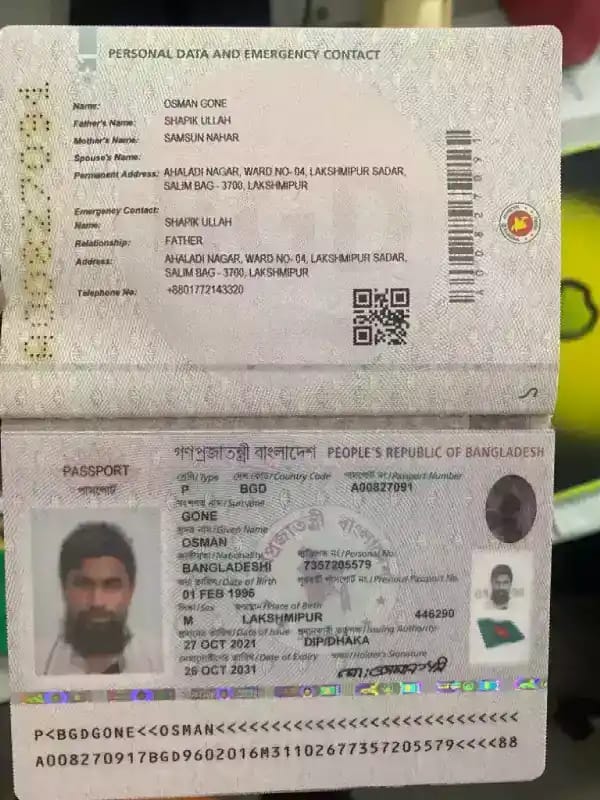 PERSONAL DATA AND EMERGENCY CONTACT
Name: OSMAN GONE
Father's Name: SHAPIK ULLAH
Mother's Name: SAMSUN NAHAR
Spouse's Name:
Permanent Address: AHALADI NAGAR, WARD NO- 04, LAKSHMIPUR SADAR,
SALIM BAG - 3700, LAKSHMIPUR
Emergency Contact:
Name: SHAPIK ULLAH
Relationship: FATHER
Address: AHALADI NAGAR, WARD NO- 04, LAKSHMIPUR SADAR,
SALIM BAG - 3700, LAKSHMIPUR
Telephone No: +8801772143320
A00827091
গণপ্রজাতন্ত্রী বাংলাদেশ PEOPLE'S REPUBLIC OF BANGLADESH
PASSPORT
পাসপোর্ট
শ্রেণি/Type দেশ কোড/Country Code পাসপোর্ট নং/Passport Number
P BGD A00827091
বংশগত নাম/Surname
GONE
প্রদত্ত নাম/Given Name
OSMAN
জাতীয়তা/Nationality ব্যক্তিগত নং/Personal No.
BANGLADESHI 7357205579
জন্ম তারিখ/Date of Birth পূর্ববর্তী পাসপোর্ট নং/Previous Passport No.
01 FEB 1996
লিঙ্গ/Sex জন্মস্থান/Place of Birth
M LAKSHMIPUR 446290
প্রদানের তারিখ/Date of Issue প্রদানকারী কর্তৃপক্ষ/Issuing Authority
27 OCT 2021 DIP/DHAKA
মেয়াদোত্তীর্ণের তারিখ/Date of Expiry স্বাক্ষর/Holder's Signature
26 OCT 2031
P<BGDGONE<<OSMAN<<<<<<<<<<<<<<<<<<<<<<<<<<<<
A008270917BGD9602016M31102677357205579<<<<88